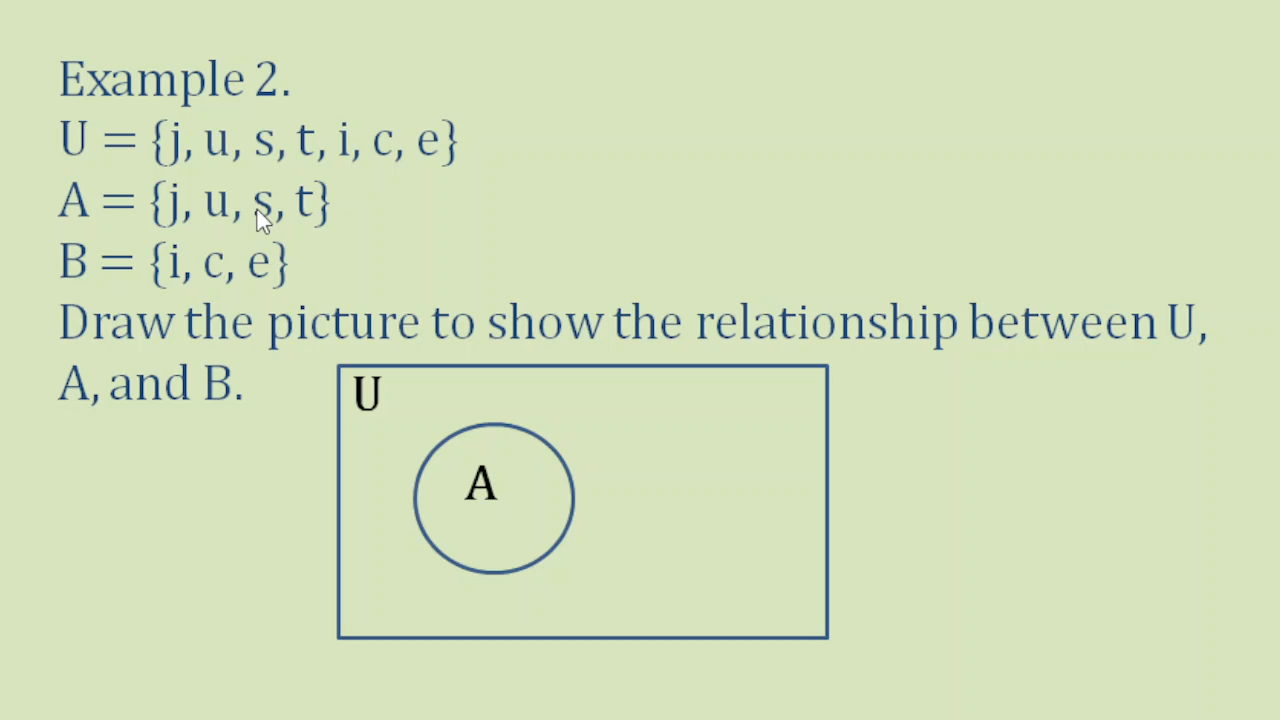 Example 2.
U = {j, u, s, t, i, c, e}
A = {j, u, s, t}
B = {i, c, e}
Draw the picture to show the relationship between U,
A, and B.
U
A